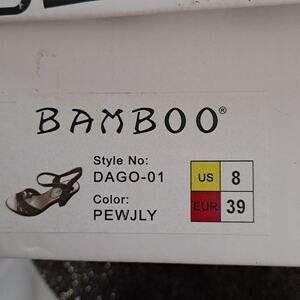 BAMBOO®
Style No:
DAGO-01
Color:
PEWJLY
US 8
EUR 39